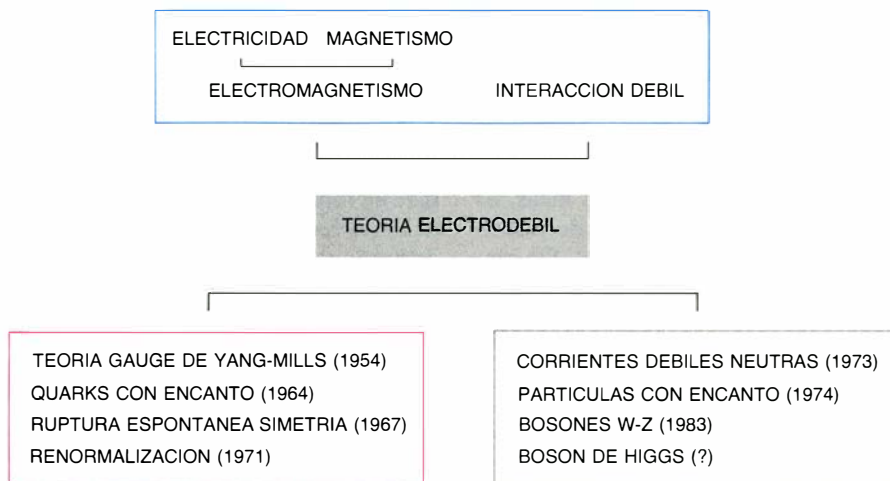 ELECTRICIDAD MAGNETISMO
ELECTROMAGNETISMO INTERACCION DEBIL
TEORIA ELECTRODEBIL
TEORIA GAUGE DE YANG-MILLS (1954)
QUARKS CON ENCANTO (1964)
RUPTURA ESPONTANEA SIMETRIA (1967)
RENORMALIZACION (1971)
CORRIENTES DEBILES NEUTRAS (1973)
PARTICULAS CON ENCANTO (1974)
BOSONES W-Z (1983)
BOSON DE HIGGS (?)